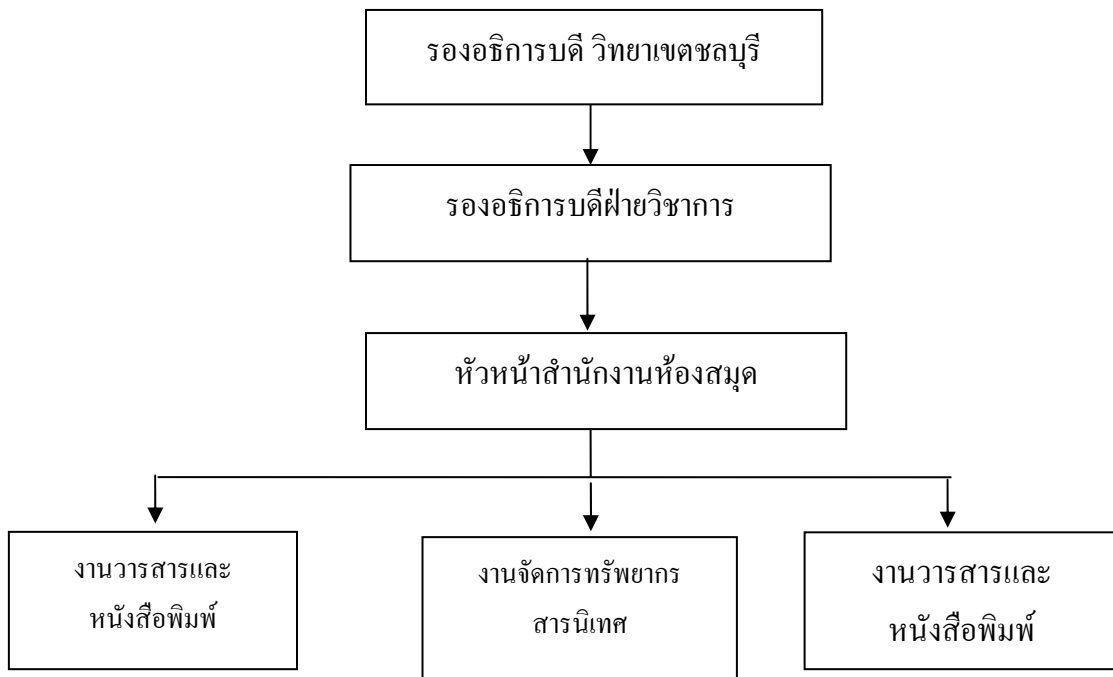 รองอธิการบดี วิทยาเขตชลบุรี
รองอธิการบดีฝ่ายวิชาการ
หัวหน้าสำนักงานห้องสมุด
งานวารสารและ
หนังสือพิมพ์
งานจัดการทรัพยากร
สารนิเทศ
งานวารสารและ
หนังสือพิมพ์